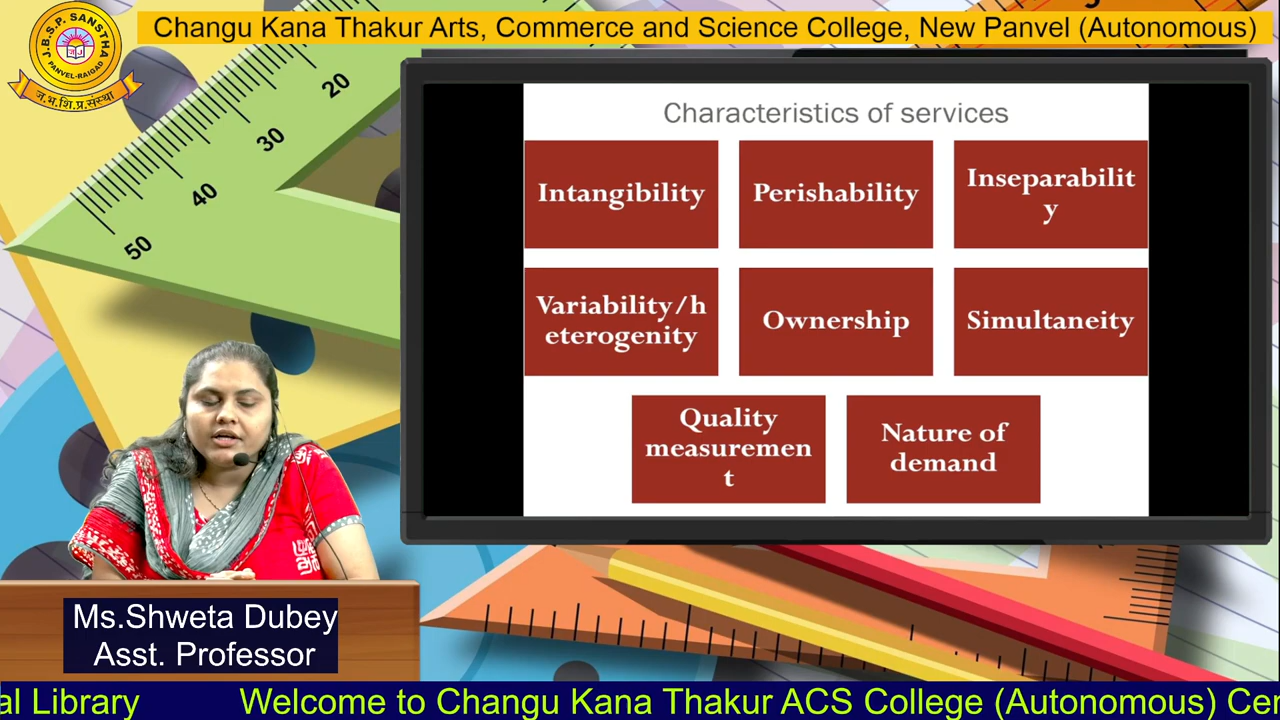 Changu Kana Thakur Arts, Commerce and Science College, New Panvel (Autonomous)
J.B.S.P. SANSTHA
PANVEL-RAIGAD
ज.भ.शि.प्र.संस्था
20
30
40
50
Characteristics of services
Intangibility
Perishability
Inseparabilit
y
Variability/h
eterogenity
Ownership
Simultaneity
Quality
measuremen
t
Nature of
demand
Ms.Shweta Dubey
Asst. Professor
al Library Welcome to Changu Kana Thakur ACS College (Autonomous) Cer